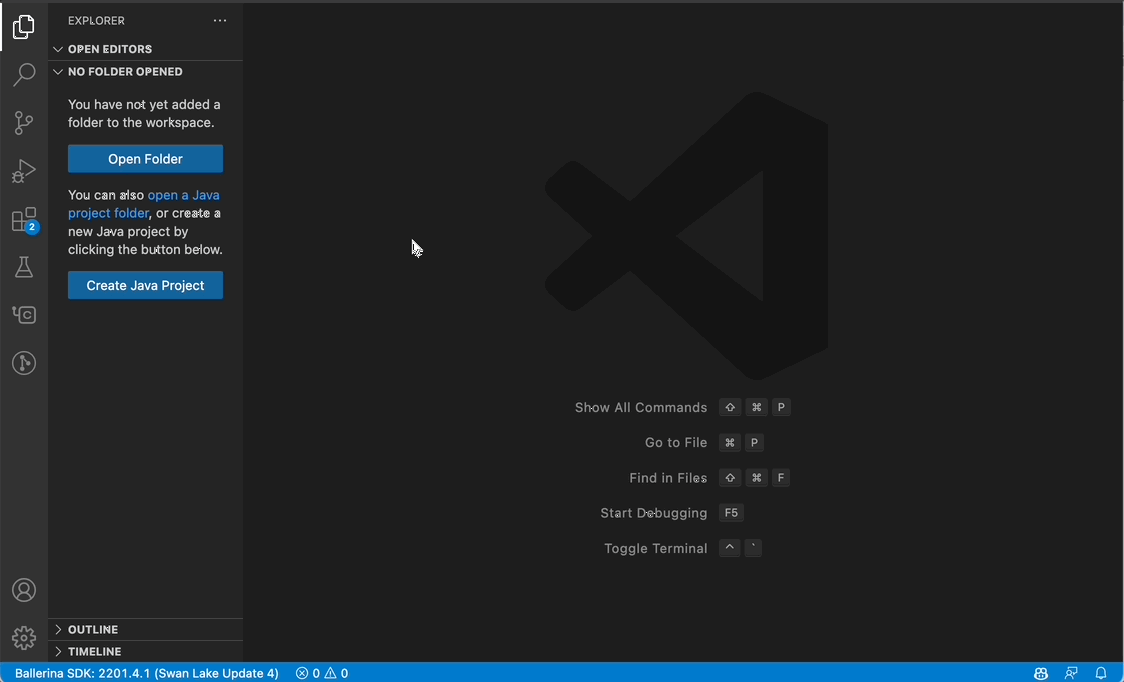 EXPLORER
OPEN EDITORS
NO FOLDER OPENED
You have not yet added a
folder to the workspace.
Open Folder
You can also open a Java
project folder, or create a
new Java project by
clicking the button below.
Create Java Project
2
Show All Commands ⇧ ⌘ P
Go to File ⌘ P
Find in Files ⇧ ⌘ F
Start Debugging F5
Toggle Terminal ^ `
OUTLINE
TIMELINE
Ballerina SDK: 2201.4.1 (Swan Lake Update 4) 0 0